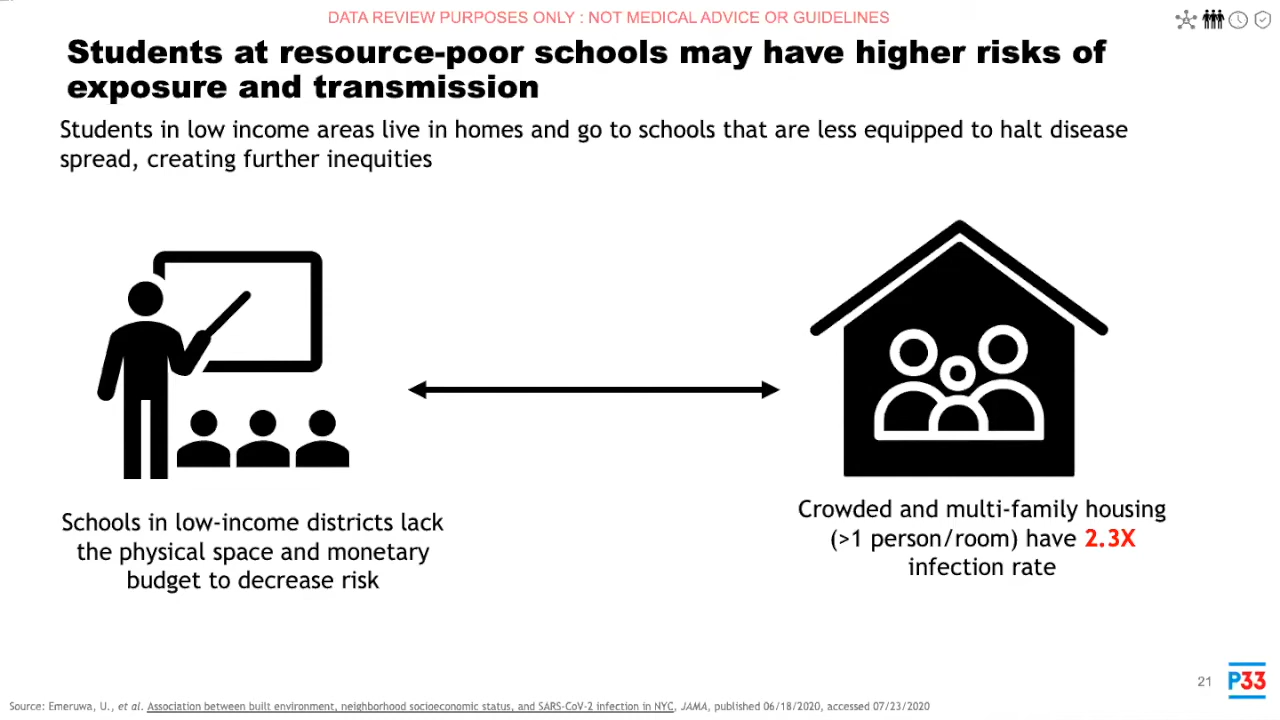 DATA REVIEW PURPOSES ONLY : NOT MEDICAL ADVICE OR GUIDELINES
Students at resource-poor schools may have higher risks of
exposure and transmission
Students in low income areas live in homes and go to schools that are less equipped to halt disease
spread, creating further inequities
Schools in low-income districts lack
the physical space and monetary
budget to decrease risk
Crowded and multi-family housing
(>1 person/room) have 2.3X
infection rate
21
P33
Source: Emeruwa, U., et al. Association between built environment, neighborhood socioeconomic status, and SARS-CoV-2 infection in NYC, JAMA, published 06/18/2020, accessed 07/23/2020